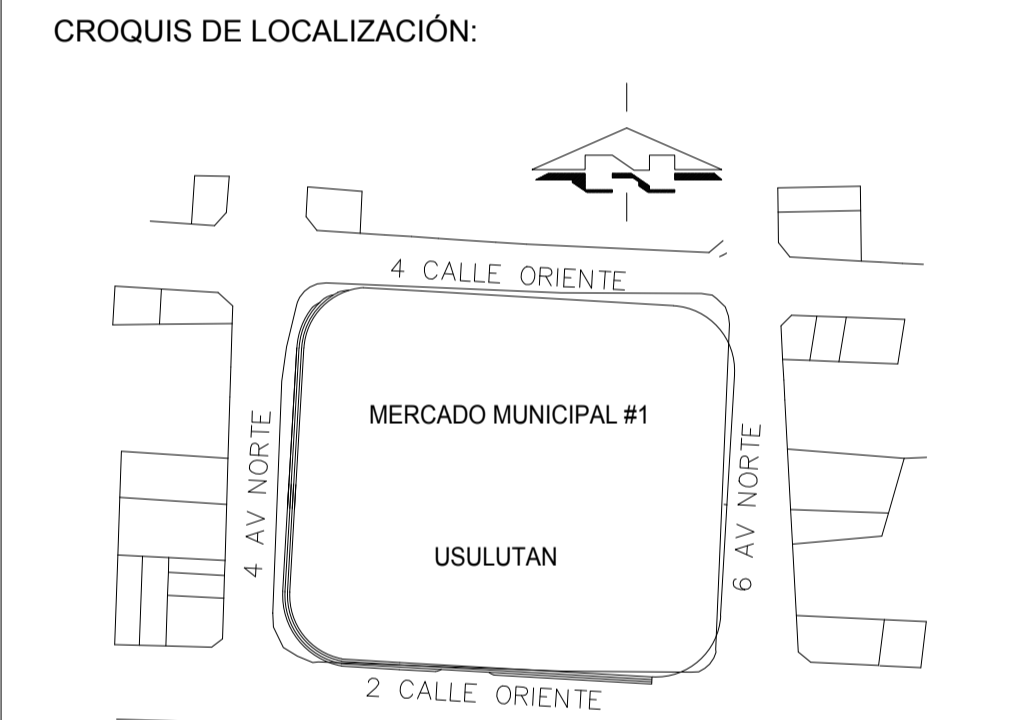 CROQUIS DE LOCALIZACIÓN:
N
4 CALLE ORIENTE
MERCADO MUNICIPAL #1
4 AV NORTE
6 AV NORTE
USULUTAN
2 CALLE ORIENTE